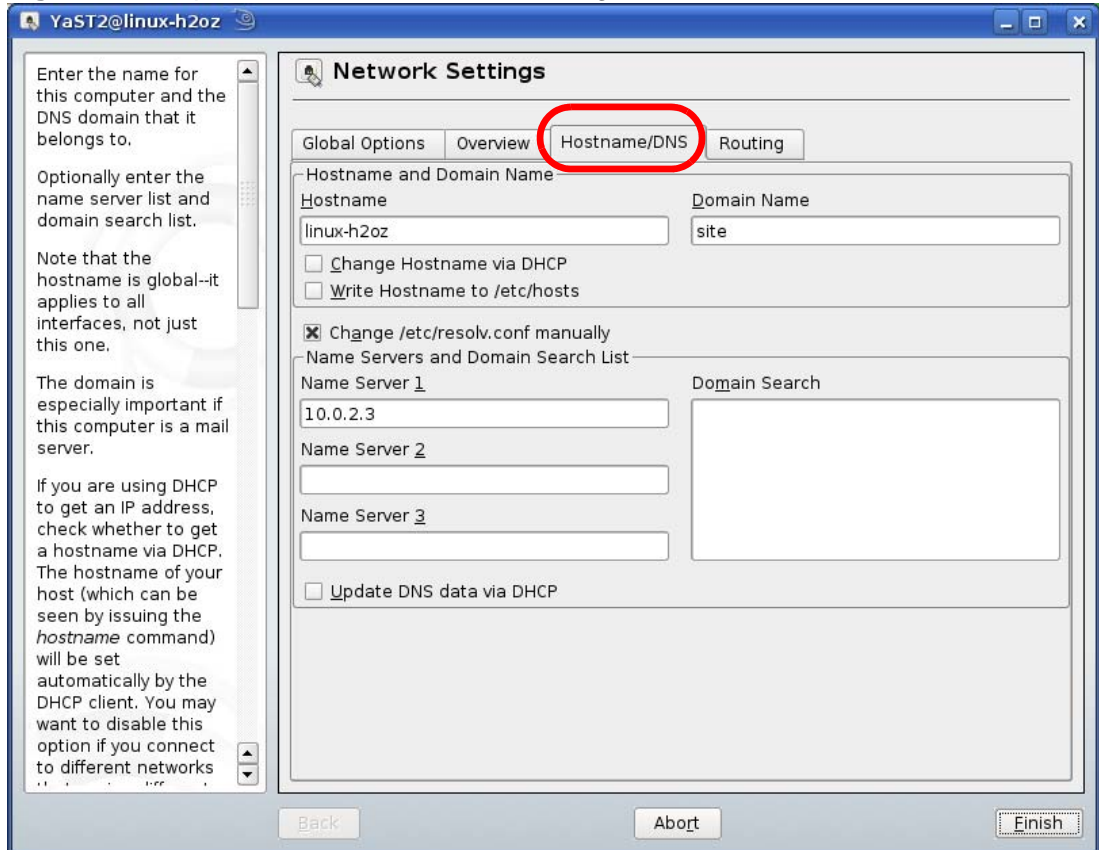 YaST2@linux-h2oz
Enter the name for
this computer and the
DNS domain that it
belongs to.
Optionally enter the
name server list and
domain search list.
Note that the
hostname is global--it
applies to all
interfaces, not just
this one.
The domain is
especially important if
this computer is a mail
server.
If you are using DHCP
to get an IP address,
check whether to get
a hostname via DHCP.
The hostname of your
host (which can be
seen by issuing the
hostname command)
will be set
automatically by the
DHCP client. You may
want to disable this
option if you connect
to different networks
Network Settings
Global Options Overview Hostname/DNS Routing
Hostname and Domain Name
Hostname Domain Name
linux-h2oz site
Change Hostname via DHCP
Write Hostname to /etc/hosts
Change /etc/resolv.conf manually
Name Servers and Domain Search List
Name Server 1 Domain Search
10.0.2.3
Name Server 2
Name Server 3
Update DNS data via DHCP
Back Abort Finish